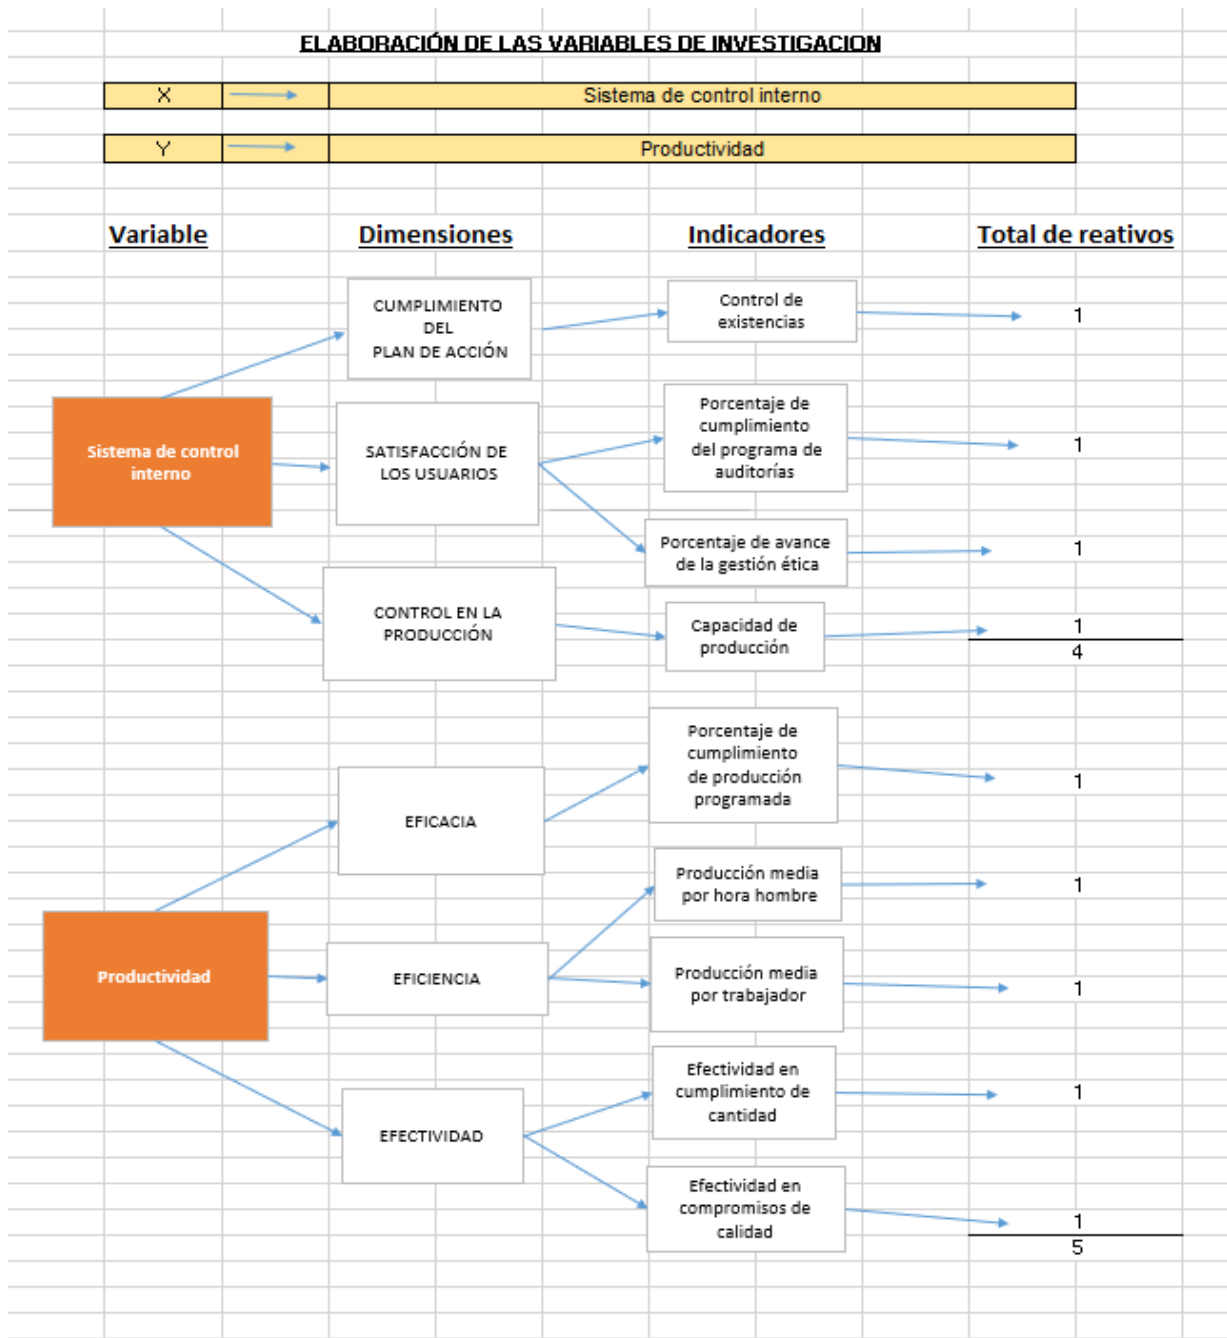 ELABORACIÓN DE LAS VARIABLES DE INVESTIGACION
X Sistema de control interno
Y Productividad
Variable Dimensiones Indicadores Total de reativos
CUMPLIMIENTO
DEL
PLAN DE ACCIÓN
Control de
existencias
1
Sistema de control
interno
SATISFACCIÓN DE
LOS USUARIOS
Porcentaje de
cumplimiento
del programa de
auditorías
1
Porcentaje de avance
de la gestión ética
1
CONTROL EN LA
PRODUCCIÓN
Capacidad de
producción
1
4
Porcentaje de
cumplimiento
de producción
programada
1
EFICACIA
Producción media
por hora hombre
1
Productividad
EFICIENCIA
Producción media
por trabajador
1
Efectividad en
cumplimiento de
cantidad
1
EFECTIVIDAD
Efectividad en
compromisos de
calidad
1
5